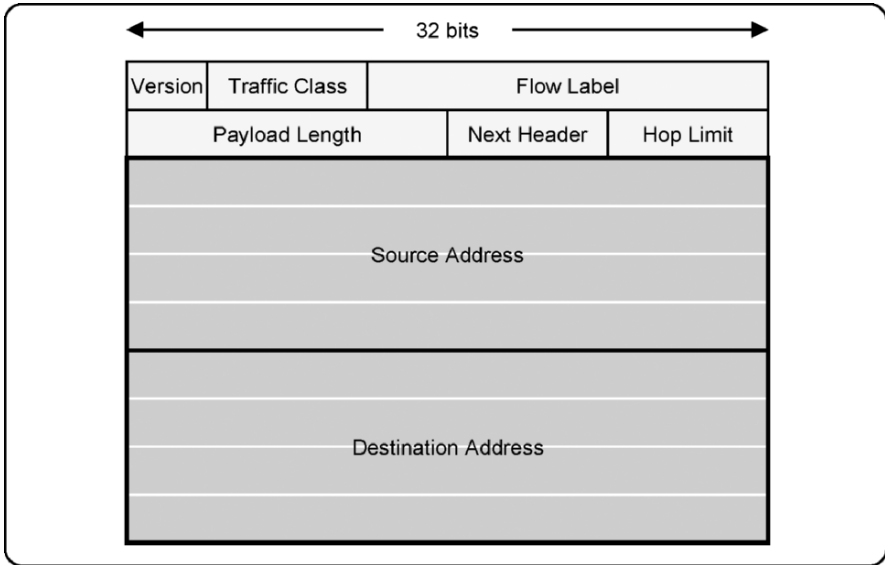 32 bits
Version Traffic Class Flow Label
Payload Length Next Header Hop Limit
Source Address
Destination Address